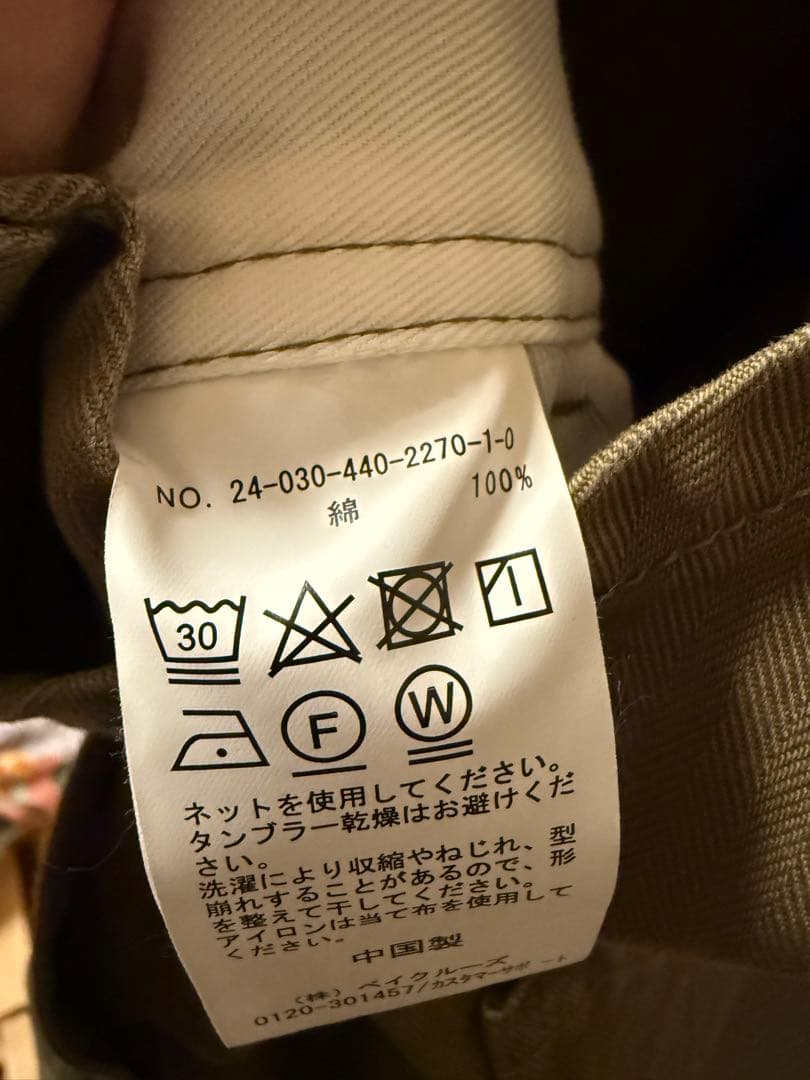 NO. 24-030-440-2270-1-0
綿 100%
30
F W
ネットを使用してください。
タンブラー乾燥はお避けくだ
さい。
洗濯により収縮やねじれ、型
崩れすることがあるので、形
を整えて干してください。
アイロンは当て布を使用して
ください。
中国製
(株) ベイクルーズ
0120-301457/カスタマーサポート